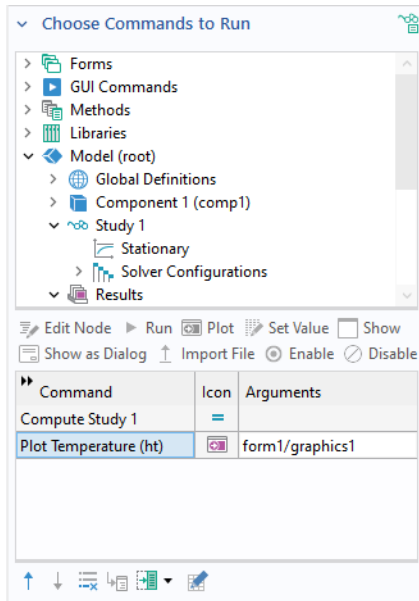 Choose Commands to Run
Forms
GUI Commands
Methods
Libraries
Model (root)
Global Definitions
Component 1 (comp1)
Study 1
Stationary
Solver Configurations
Results
Edit Node Run Plot Set Value Show
Show as Dialog Import File Enable Disable
Command Icon Arguments
Compute Study 1 =
Plot Temperature (ht) form1/graphics1